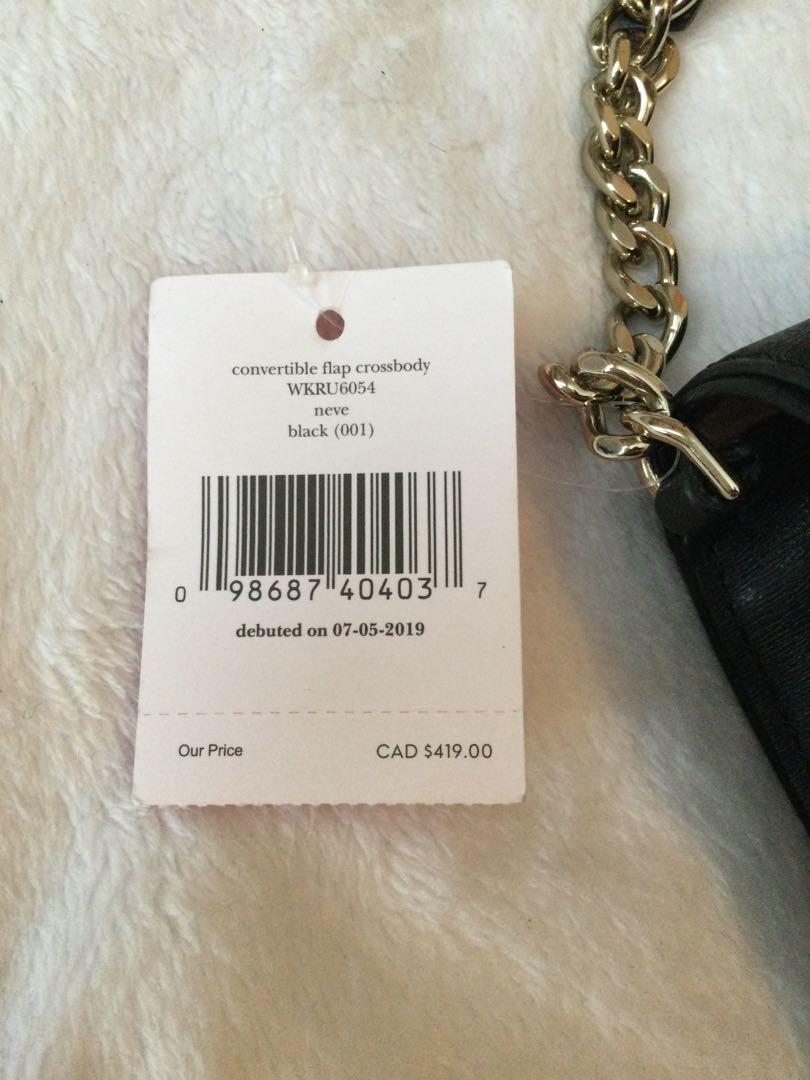 convertible flap crossbody
WKRU6054
neve
black (001)
0 98687 40403 7
debuted on 07-05-2019
Our Price CAD $419.00